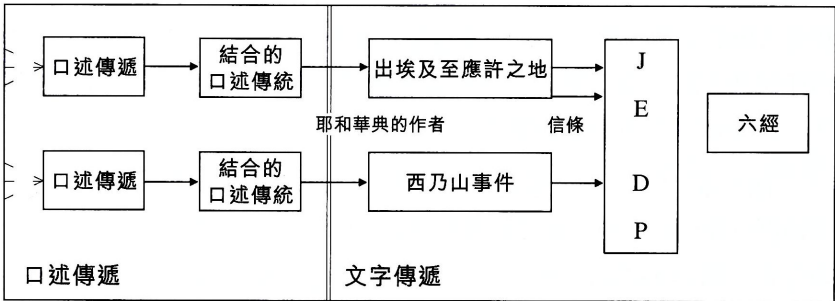 口述傳遞
結合的
口述傳統
出埃及至應許之地
J
E
D
P
六經
耶和華典的作者
信條
口述傳遞
結合的
口述傳統
西乃山事件
口述傳遞
文字傳遞